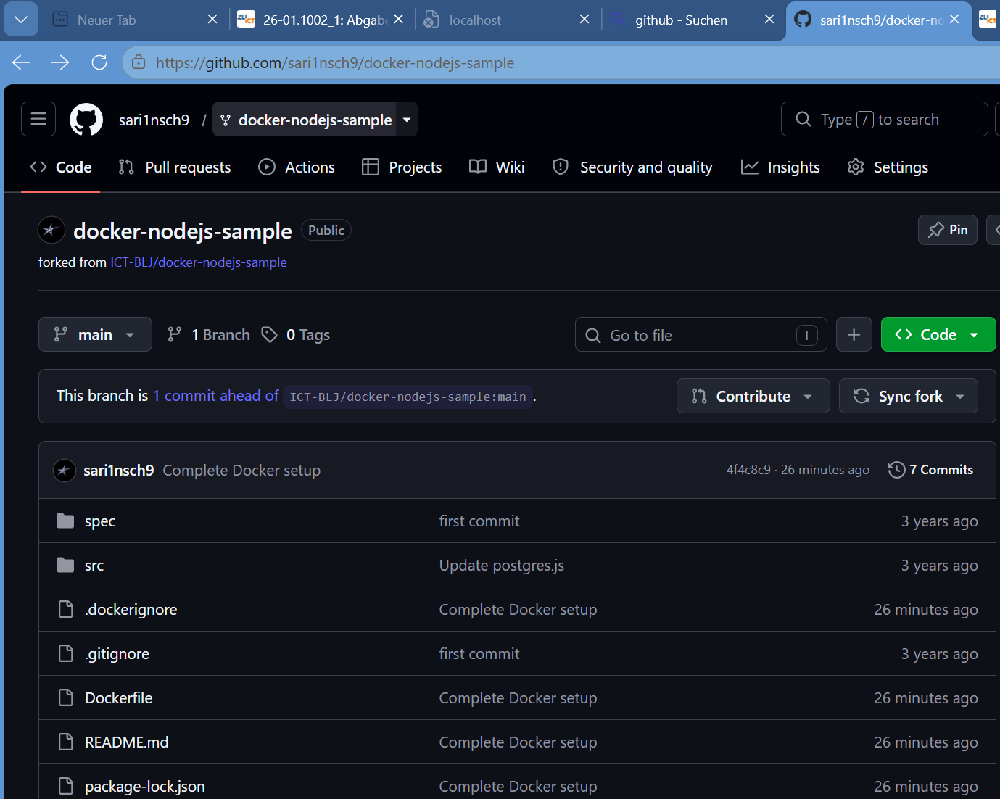 Neuer Tab
ZLI ICT 26-01.1002_1: Abgabe
localhost
github - Suchen
sari1nsch9/docker-no
ZLI ICT
https://github.com/sari1nsch9/docker-nodejs-sample
sari1nsch9 / docker-nodejs-sample
Type / to search
Code Pull requests Actions Projects Wiki Security and quality Insights Settings
docker-nodejs-sample Public
Pin
forked from ICT-BLJ/docker-nodejs-sample
main 1 Branch 0 Tags
Go to file T
+
Code
This branch is 1 commit ahead of ICT-BLJ/docker-nodejs-sample:main .
Contribute
Sync fork
sari1nsch9 Complete Docker setup 4f4c8c9 · 26 minutes ago 7 Commits
spec first commit 3 years ago
src Update postgres.js 3 years ago
.dockerignore Complete Docker setup 26 minutes ago
.gitignore first commit 3 years ago
Dockerfile Complete Docker setup 26 minutes ago
README.md Complete Docker setup 26 minutes ago
package-lock.json Complete Docker setup 26 minutes ago